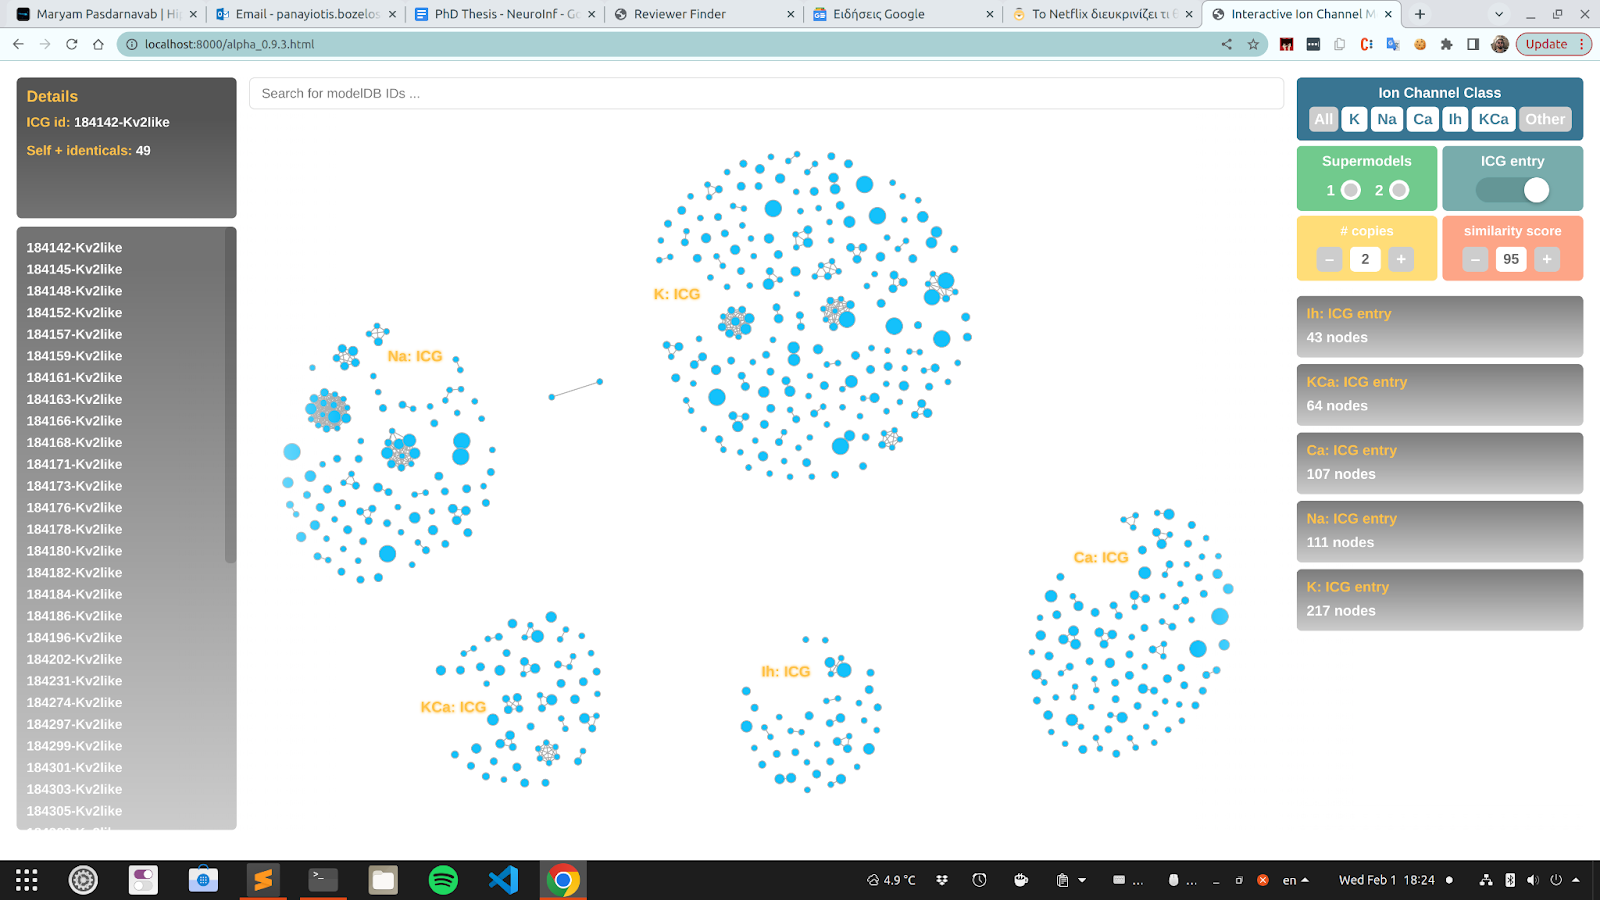 Maryam Pasdarnavab | Hi
Email - panayiotis.bozelos
PhD Thesis - NeuroInf - Go
Reviewer Finder
Ειδήσεις Google
Το Netflix διευκρινίζει τι
Interactive Ion Channel M
localhost:8000/alpha_0.9.3.html
Update
Details
ICG id: 184142-Kv2like
Self + identicals: 49
184142-Kv2like
184145-Kv2like
184148-Kv2like
184152-Kv2like
184157-Kv2like
184159-Kv2like
184161-Kv2like
184163-Kv2like
184166-Kv2like
184168-Kv2like
184171-Kv2like
184173-Kv2like
184176-Kv2like
184178-Kv2like
184180-Kv2like
184182-Kv2like
184184-Kv2like
184186-Kv2like
184196-Kv2like
184202-Kv2like
184231-Kv2like
184274-Kv2like
184297-Kv2like
184299-Kv2like
184301-Kv2like
184303-Kv2like
184305-Kv2like
Search for modelDB IDs ...
K: ICG
Na: ICG
Ca: ICG
Ih: ICG
KCa: ICG
Ion Channel Class
All K Na Ca Ih KCa Other
Supermodels
1 2
ICG entry
# copies
– 2 +
similarity score
– 95 +
Ih: ICG entry
43 nodes
KCa: ICG entry
64 nodes
Ca: ICG entry
107 nodes
Na: ICG entry
111 nodes
K: ICG entry
217 nodes
4.9 °C
...
...
en
Wed Feb 1 18:24